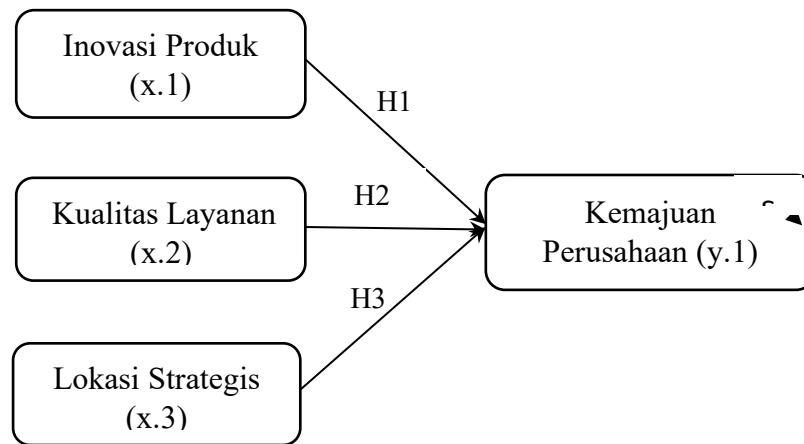 Inovasi Produk
(x.1)
H1
Kualitas Layanan
(x.2)
H2
Kemajuan
Perusahaan (y.1)
H3
Lokasi Strategis
(x.3)